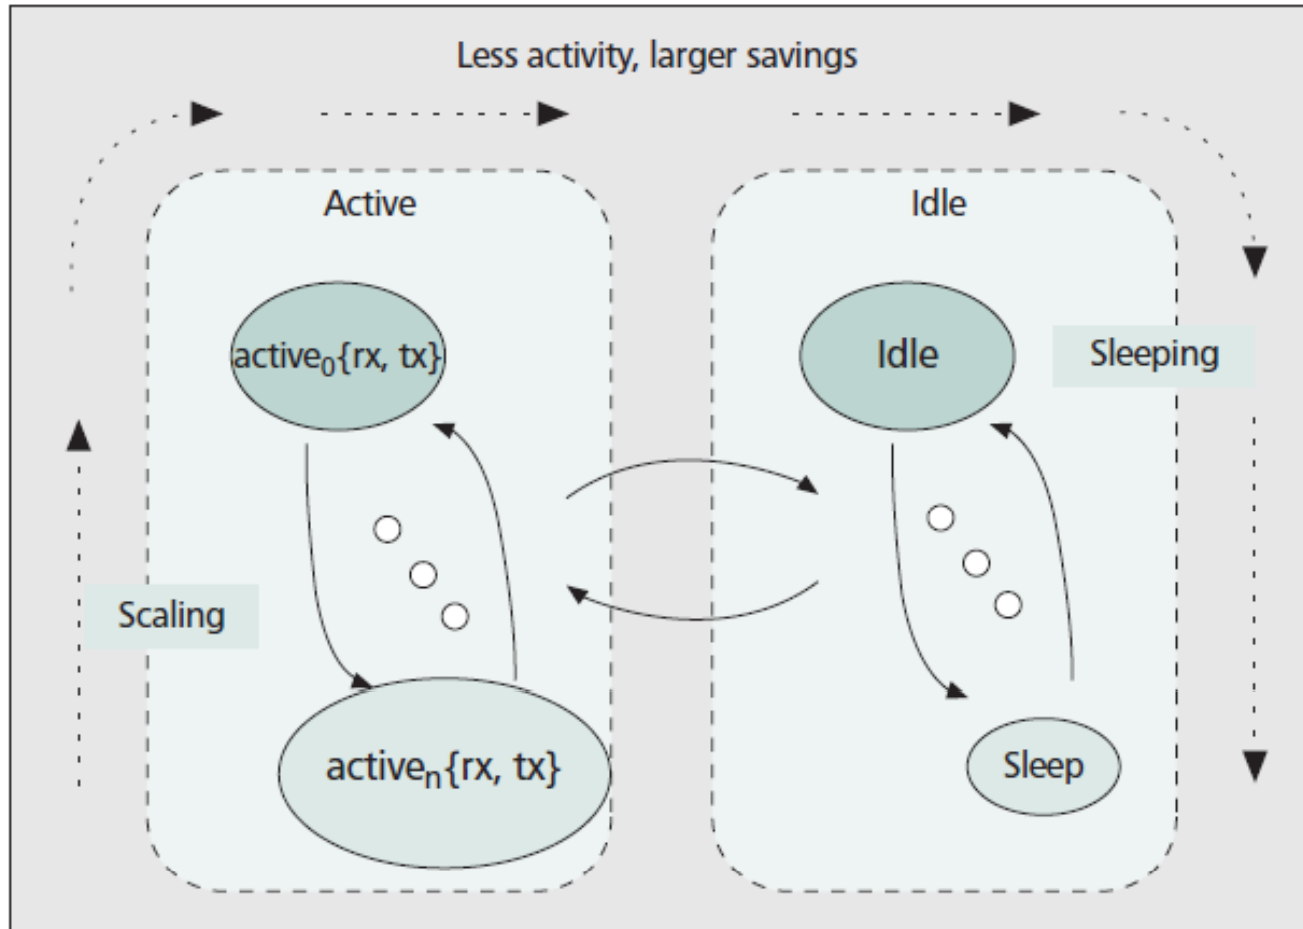 Less activity, larger savings
Active
Idle
active₀{rx, tx}
Idle
Sleeping
Scaling
activeₙ{rx, tx}
Sleep